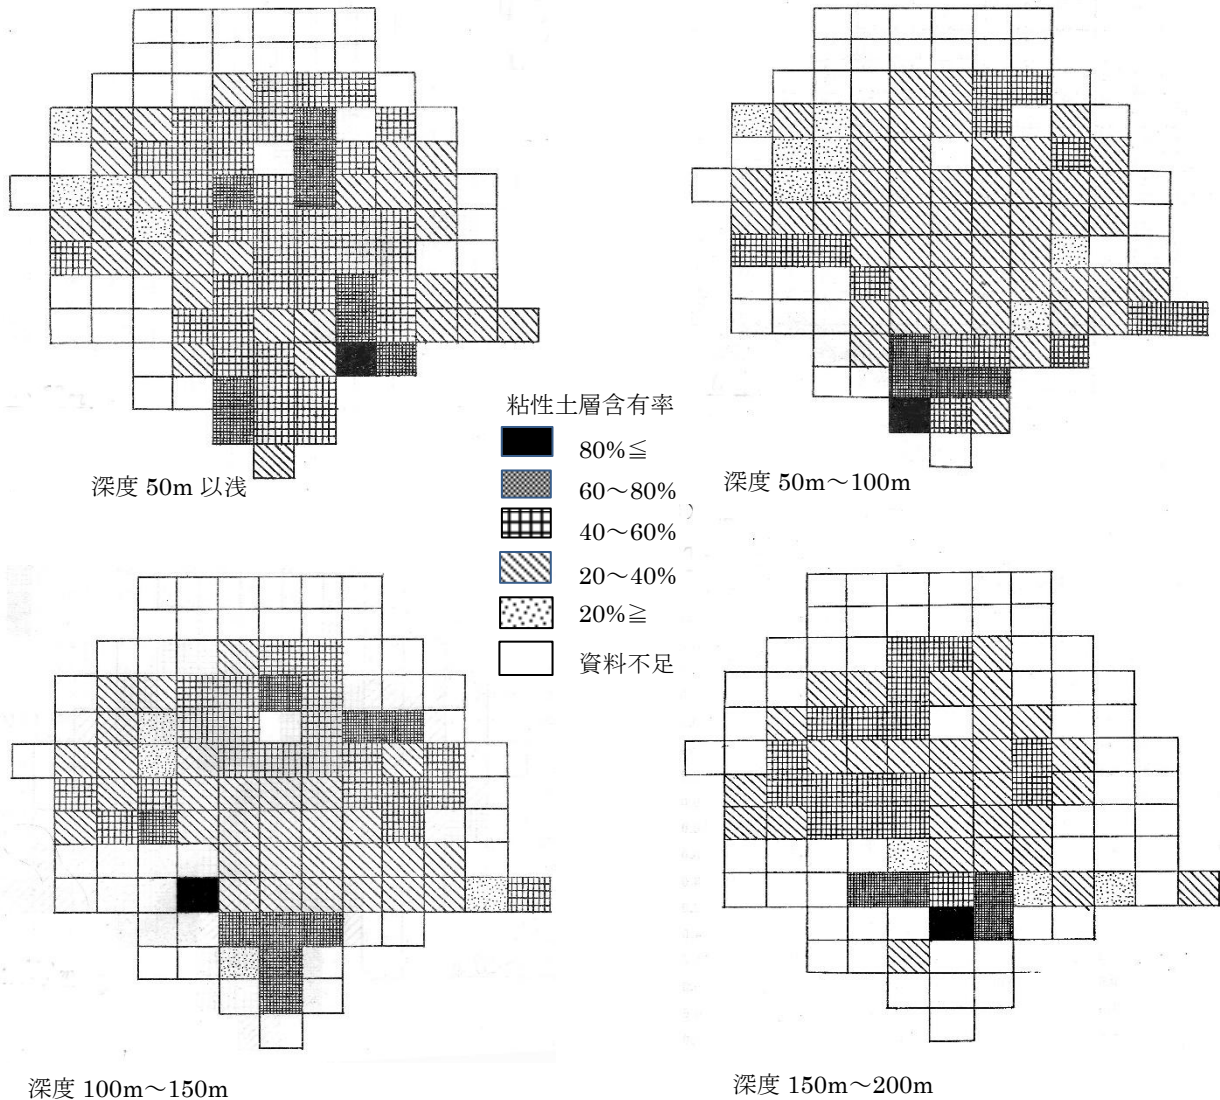 粘性土層含有率
80%≦
60～80%
40～60%
20～40%
20%≧
資料不足
深度 50m 以浅
深度 50m～100m
深度 100m～150m
深度 150m～200m